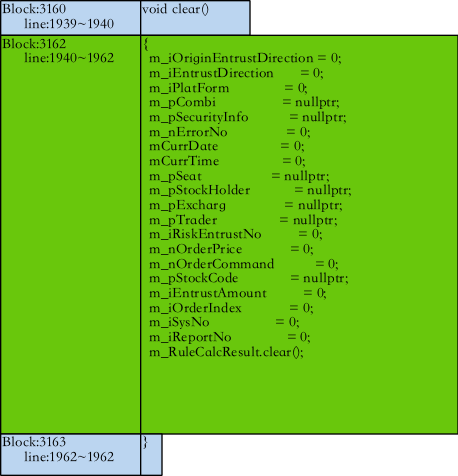 Block:3160 void clear()
line:1939~1940
Block:3162 {
line:1940~1962
m_iOriginEntrustDirection = 0;
m_iEntrustDirection = 0;
m_iPlatForm = 0;
m_pCombi = nullptr;
m_pSecurityInfo = nullptr;
m_nErrorNo = 0;
mCurrDate = 0;
mCurrTime = 0;
m_pSeat = nullptr;
m_pStockHolder = nullptr;
m_pExcharg = nullptr;
m_pTrader = nullptr;
m_iRiskEntrustNo = 0;
m_nOrderPrice = 0;
m_nOrderCommand = 0;
m_pStockCode = nullptr;
m_iEntrustAmount = 0;
m_iOrderIndex = 0;
m_iSysNo = 0;
m_iReportNo = 0;
m_RuleCalcResult.clear();
Block:3163 }
line:1962~1962